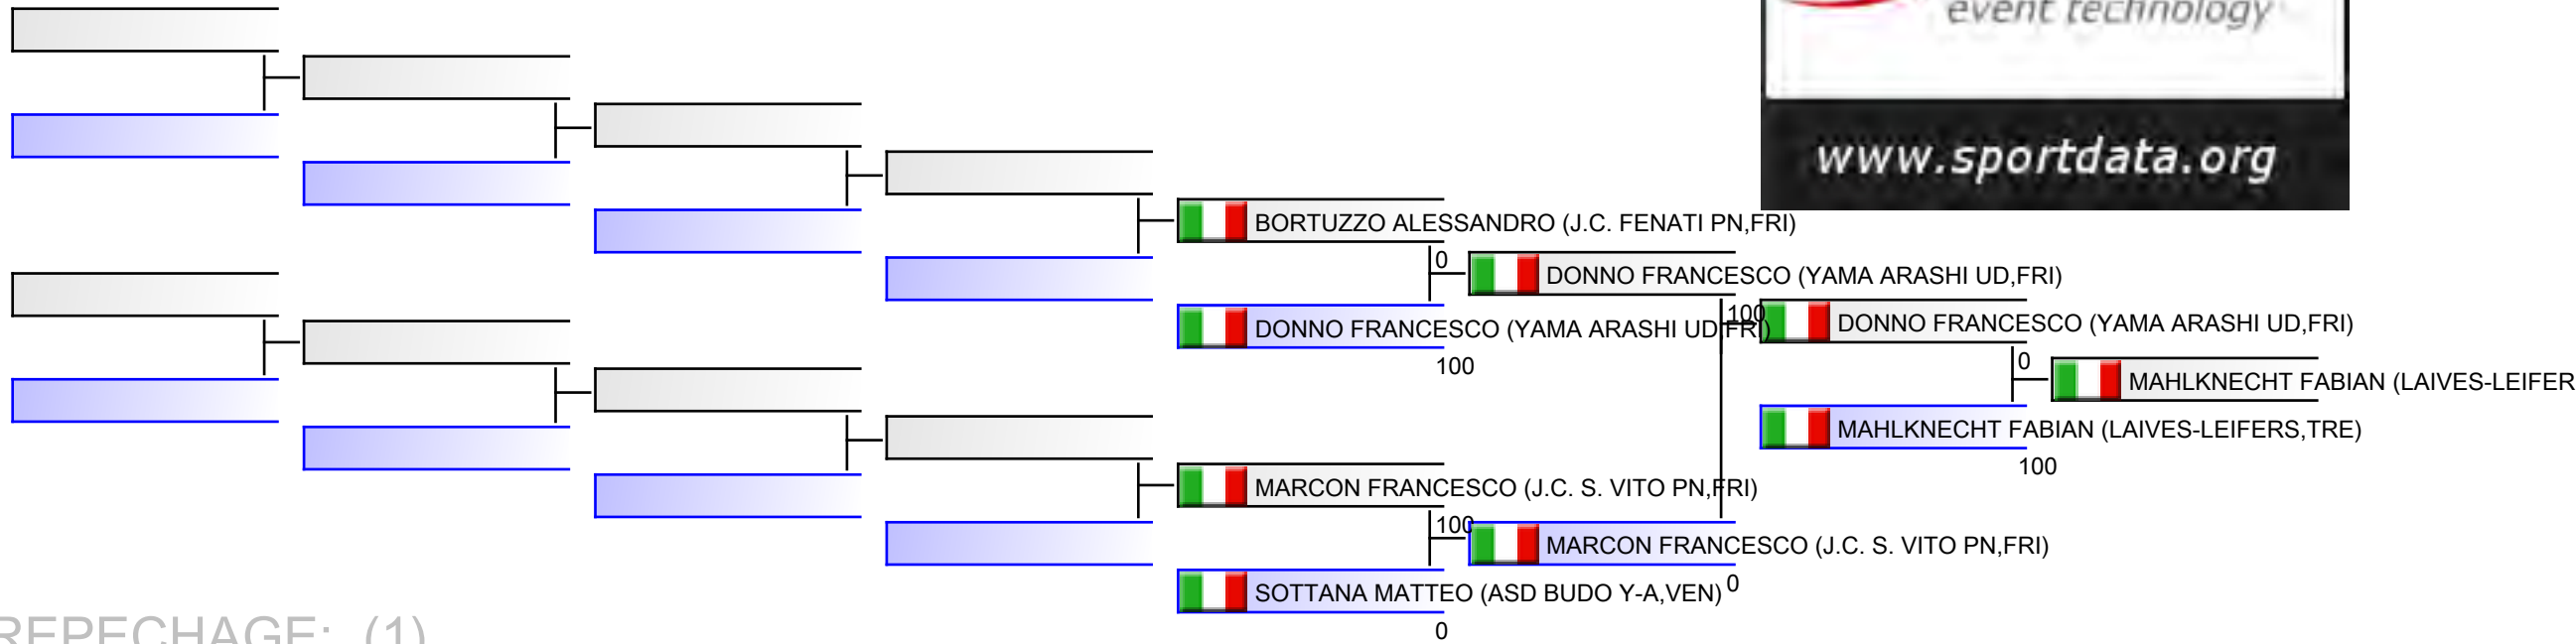 event technology
www.sportdata.org
BORTUZZO ALESSANDRO (J.C. FENATI PN,FRI)
0
DONNO FRANCESCO (YAMA ARASHI UD,FRI)
100
DONNO FRANCESCO (YAMA ARASHI UD,FRI)
DONNO FRANCESCO (YAMA ARASHI UD,FRI)
100
0
MAHLKNECHT FABIAN (LAIVES-LEIFER
MAHLKNECHT FABIAN (LAIVES-LEIFERS,TRE)
100
MARCON FRANCESCO (J.C. S. VITO PN,FRI)
100
MARCON FRANCESCO (J.C. S. VITO PN,FRI)
0
SOTTANA MATTEO (ASD BUDO Y-A,VEN)
0
REPECHAGE: (1)